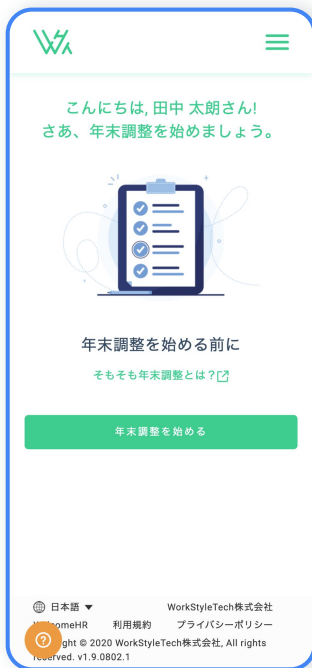 こんにちは, 田中 太朗さん!
さあ、年末調整を始めましょう。
年末調整を始める前に
そもそも年末調整とは？
年末調整を始める
日本語 ▼ WorkStyleTech株式会社
omeHR 利用規約 プライバシーポリシー
ght © 2020 WorkStyleTech株式会社, All rights
reserved. v1.9.0802.1